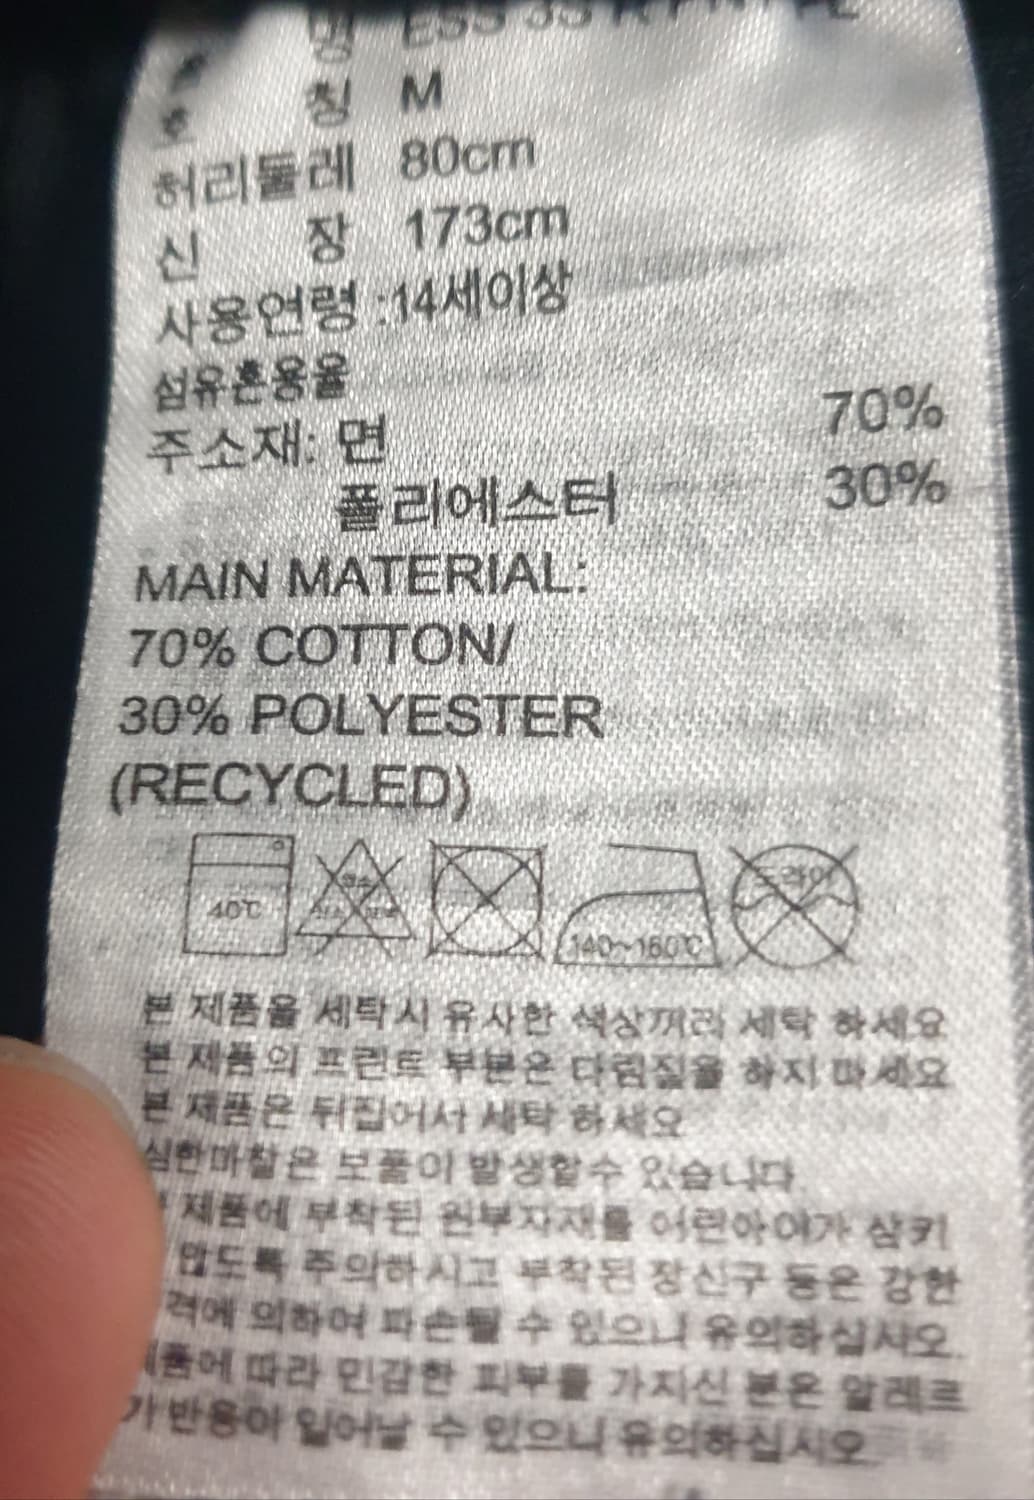 명
호 칭 M
허리둘레 80cm
신 장 173cm
사용연령 :14세이상
섬유혼용율
주소재: 면 70%
폴리에스터 30%
MAIN MATERIAL:
70% COTTON/
30% POLYESTER
(RECYCLED)
40℃ 140~160℃ 드라이
본 제품을 세탁시 유사한 색상끼리 세탁 하세요
본 제품의 프린트 부분은 다림질을 하지 마세요
본 제품은 뒤집어서 세탁 하세요
심한마찰은 보풀이 발생할수 있습니다.
제품에 부착된 원부자재를 어린아이가 삼키
않도록 주의하시고 부착된 장신구 등은 강한
격에 의하여 파손될 수 있으니 유의하십시오.
품에 따라 민감한 피부를 가지신 분은 알레르
가 반응이 일어날 수 있으니 유의하십시오